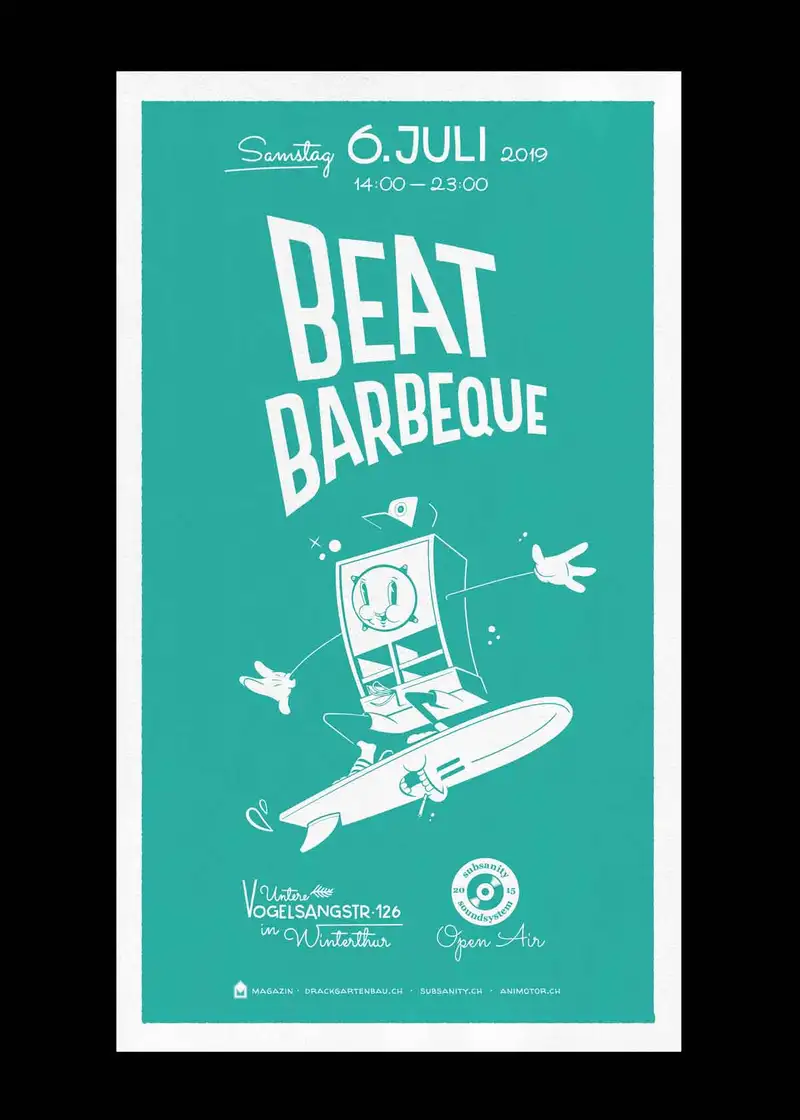 Samstag 6. JULI 2019
14:00 — 23:00
BEAT
BARBEQUE
Untere
VOGELSANGSTR·126
in Winterthur
subsanity
20 15
soundsystem
Open Air
MAGAZIN · DRACKGARTENBAU.CH · SUBSANITY.CH · ANIMOTOR.CH